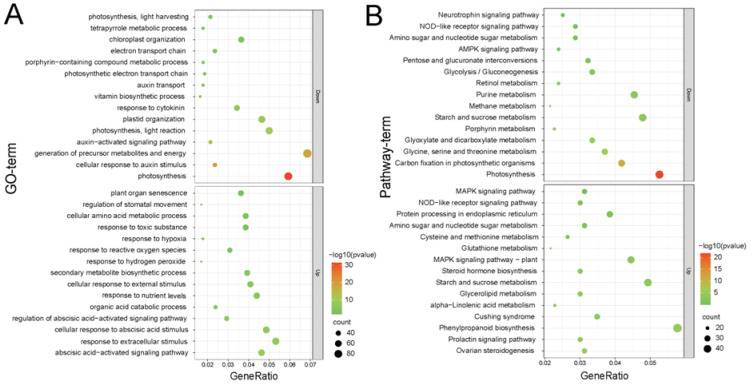 A
GO-term
photosynthesis, light harvesting
tetrapyrrole metabolic process
chloroplast organization
electron transport chain
porphyrin-containing compound metabolic process
photosynthetic electron transport chain
auxin transport
vitamin biosynthetic process
response to cytokinin
plastid organization
photosynthesis, light reaction
auxin-activated signaling pathway
generation of precursor metabolites and energy
cellular response to auxin stimulus
photosynthesis
Down
plant organ senescence
regulation of stomatal movement
cellular amino acid metabolic process
response to toxic substance
response to hypoxia
response to reactive oxygen species
response to hydrogen peroxide
secondary metabolite biosynthetic process
cellular response to external stimulus
response to nutrient levels
organic acid catabolic process
regulation of abscisic acid-activated signaling pathway
cellular response to abscisic acid stimulus
response to extracellular stimulus
abscisic acid-activated signaling pathway
Up
0.02 0.03 0.04 0.05 0.06 0.07
GeneRatio
-log10(pvalue)
30
20
10
count
40
60
80
B
Pathway-term
Neurotrophin signaling pathway
NOD-like receptor signaling pathway
Amino sugar and nucleotide sugar metabolism
AMPK signaling pathway
Pentose and glucuronate interconversions
Glycolysis / Gluconeogenesis
Retinol metabolism
Purine metabolism
Methane metabolism
Starch and sucrose metabolism
Porphyrin metabolism
Glyoxylate and dicarboxylate metabolism
Glycine, serine and threonine metabolism
Carbon fixation in photosynthetic organisms
Photosynthesis
Down
MAPK signaling pathway
NOD-like receptor signaling pathway
Protein processing in endoplasmic reticulum
Amino sugar and nucleotide sugar metabolism
Cysteine and methionine metabolism
Glutathione metabolism
MAPK signaling pathway - plant
Steroid hormone biosynthesis
Starch and sucrose metabolism
Glycerolipid metabolism
alpha-Linolenic acid metabolism
Cushing syndrome
Phenylpropanoid biosynthesis
Prolactin signaling pathway
Ovarian steroidogenesis
Up
0.02 0.03 0.04 0.05
GeneRatio
-log10(pvalue)
20
15
10
5
count
20
30
40